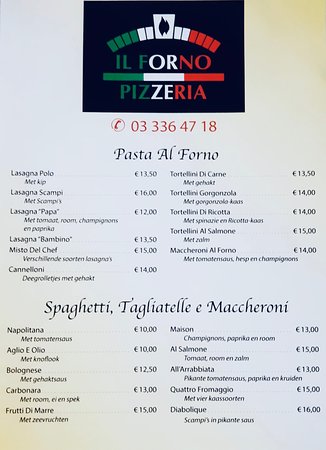 IL FORNO
PIZZERIA
✆ 03 336 47 18
Pasta Al Forno
Lasagna Polo € 13,50
Met kip
Lasagna Scampi € 16,00
Met Scampi's
Lasagna "Papa" € 12,00
Met tomaat, room, champignons
en paprika
Lasagna "Bambino" € 13,50
Misto Del Chef € 15,00
Verschillende soorten lasagna's
Cannelloni € 14,00
Deegrolletjes met gehakt
Tortellini Di Carne € 13,50
Met gehakt
Tortellini Gorgonzola € 14,00
Met gorgonzola-kaas
Tortellini Di Ricotta € 14,00
Met spinazie en Ricotta-kaas
Tortellini Al Salmone € 15,00
Met zalm
Maccheroni Al Forno € 14,00
Met tomatensaus, hesp en champignons
Spaghetti, Tagliatelle e Maccheroni
Napolitana € 10,00
Met tomatensaus
Aglio E Olio € 10,00
Met knoflook
Bolognese € 12,50
Met gehaktsaus
Carbonara € 13,00
Met room, ei en spek
Frutti Di Marre € 15,00
Met zeevruchten
Maison € 13,00
Champignons, paprika en room
Al Salmone € 15,00
Tomaat, room en zalm
All'Arrabbiata € 13,00
Pikante tomatensaus, paprika en kruiden
Quattro Fromaggio € 15,00
Met vier kaassoorten
Diabolique € 16,00
Scampi's in pikante saus